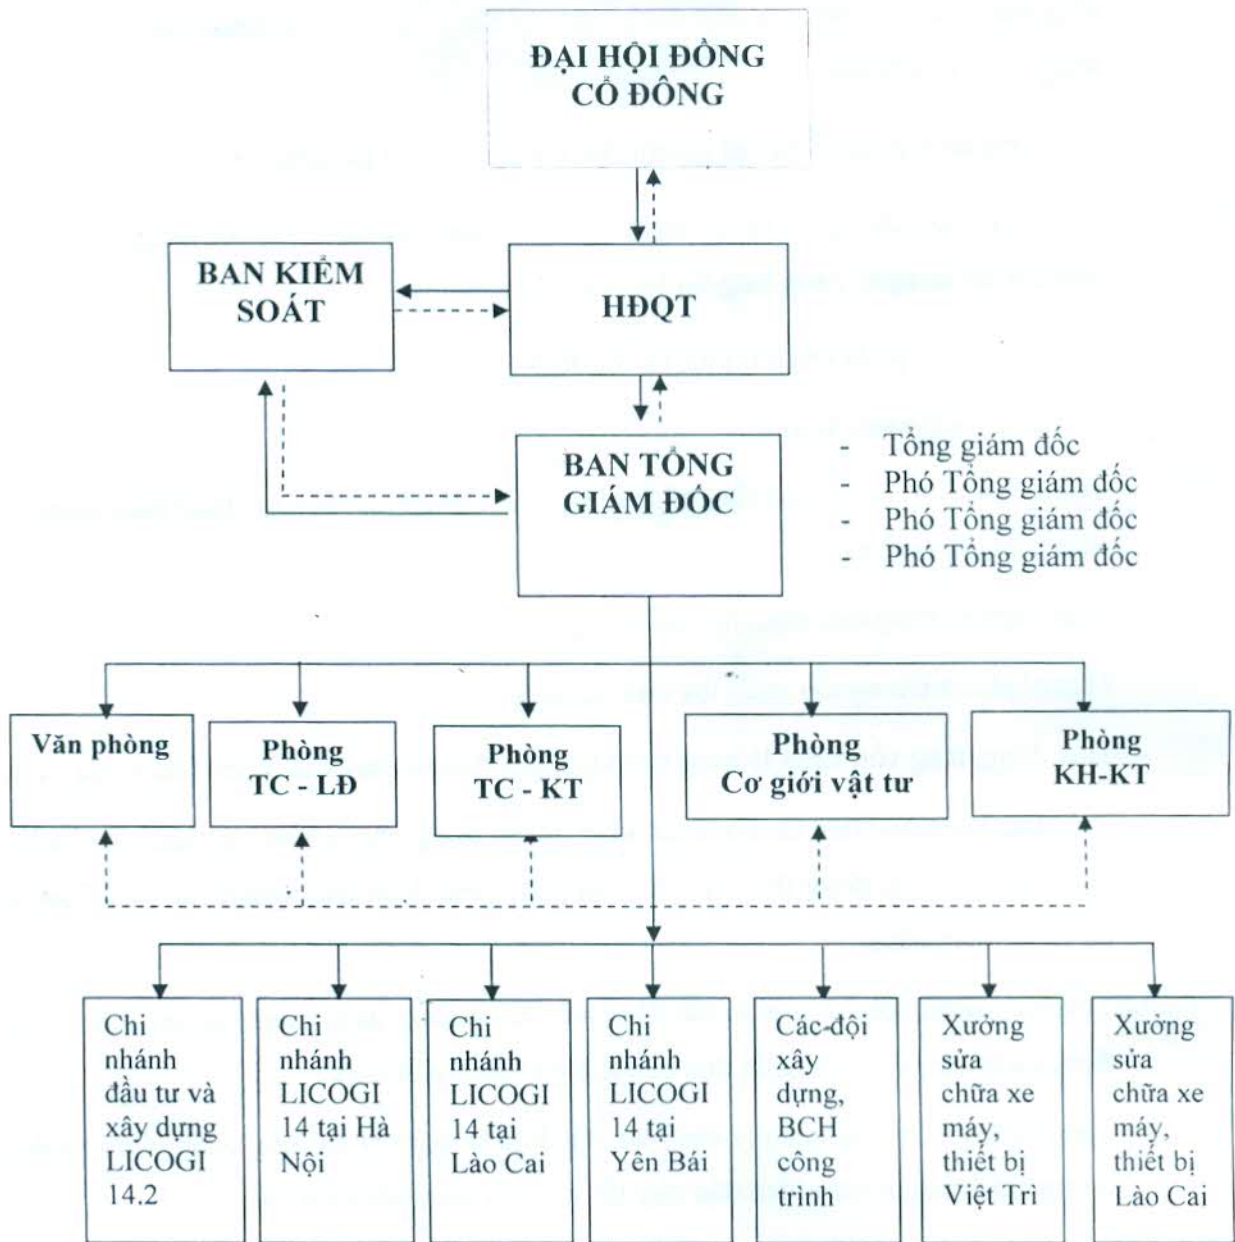 ĐẠI HỘI ĐỒNG
CỔ ĐÔNG
BAN KIỂM
SOÁT
HĐQT
BAN TỔNG
GIÁM ĐỐC
- Tổng giám đốc
- Phó Tổng giám đốc
- Phó Tổng giám đốc
- Phó Tổng giám đốc
Văn phòng
Phòng
TC - LĐ
Phòng
TC - KT
Phòng
Cơ giới vật tư
Phòng
KH-KT
Chi
nhánh
đầu tư và
xây dựng
LICOGI
14.2
Chi
nhánh
LICOGI
14 tại Hà
Nội
Chi
nhánh
LICOGI
14 tại
Lào Cai
Chi
nhánh
LICOGI
14 tại
Yên Bái
Các đội
xây
dựng,
BCH
công
trình
Xưởng
sửa
chữa xe
máy,
thiết bị
Việt Trì
Xưởng
sửa
chữa xe
máy,
thiết bị
Lào Cai